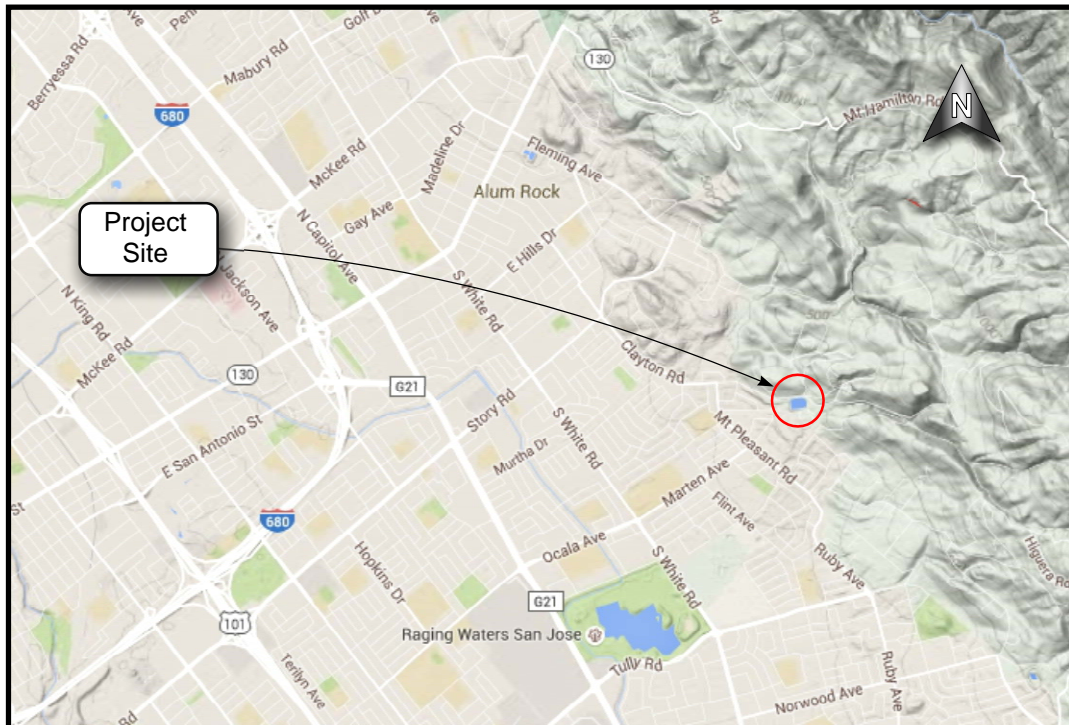 Berryessa Rd
Mabury Rd
130
680
1000
Mt Hamilton Rd
N
McKee Rd
Madeline Dr
Fleming Ave
Alum Rock
Gay Ave
N Capitol Ave
Project
Site
E Hills Dr
Jackson Ave
S White Rd
N King Rd
500
McKee Rd
Clayton Rd
130
G21
Story Rd
S White Rd
Mt Pleasant Rd
E San Antonio St
Murtha Dr
Marten Ave
St
Flint Ave
680
Ocala Ave
Hopkins Dr
S White Rd
Ruby Ave
Higuera Rd
G21
101
Raging Waters San Jose
Tully Rd
Terilyn Ave
Ruby Ave
Norwood Ave
Rd